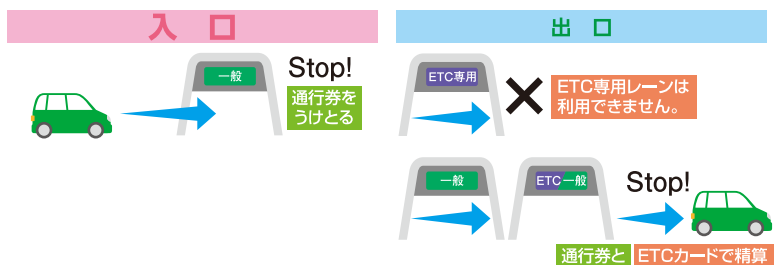 入 口
一般
Stop!
通行券を
うけとる
出 口
ETC専用
ETC専用レーンは
利用できません。
一般
ETC一般
Stop!
通行券と
ETCカードで精算